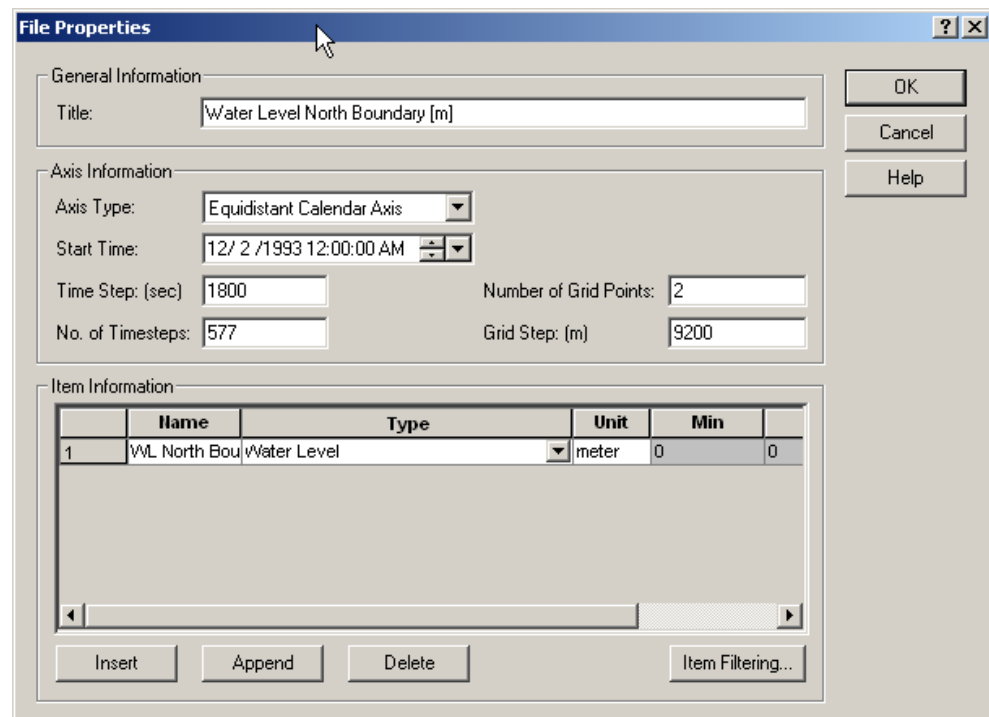 File Properties
General Information
OK
Title: Water Level North Boundary [m]
Cancel
Axis Information
Help
Axis Type: Equidistant Calendar Axis
Start Time: 12/ 2 /1993 12:00:00 AM
Time Step: (sec) 1800 Number of Grid Points: 2
No. of Timesteps: 577 Grid Step: (m) 9200
Item Information
Name Type Unit Min
1 WL North Bou Water Level meter 0 0
Insert Append Delete Item Filtering...